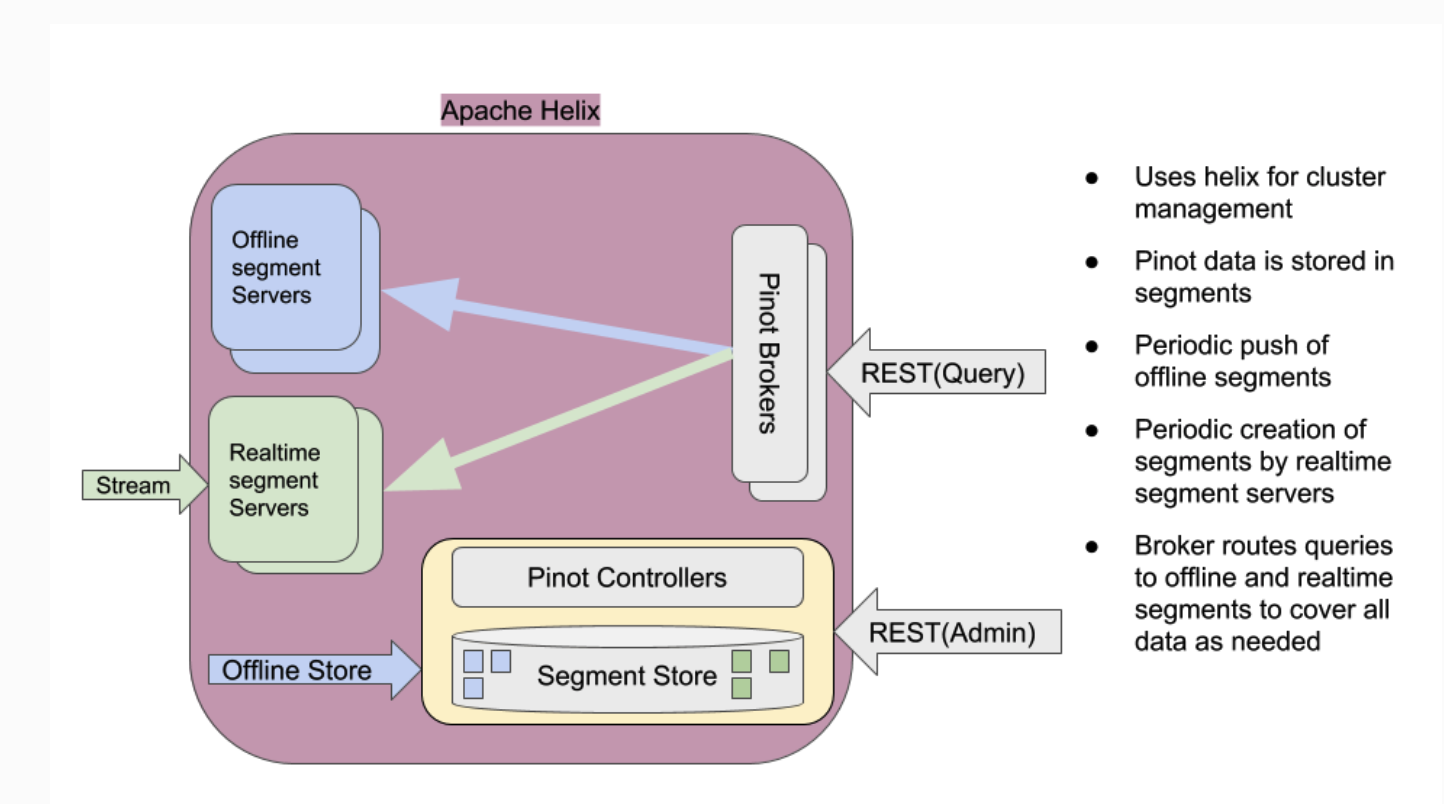 Apache Helix
Offline
segment
Servers
Pinot Brokers
REST(Query)
Realtime
segment
Servers
Stream
Pinot Controllers
REST(Admin)
Offline Store
Segment Store
● Uses helix for cluster
management
● Pinot data is stored in
segments
● Periodic push of
offline segments
● Periodic creation of
segments by realtime
segment servers
● Broker routes queries
to offline and realtime
segments to cover all
data as needed